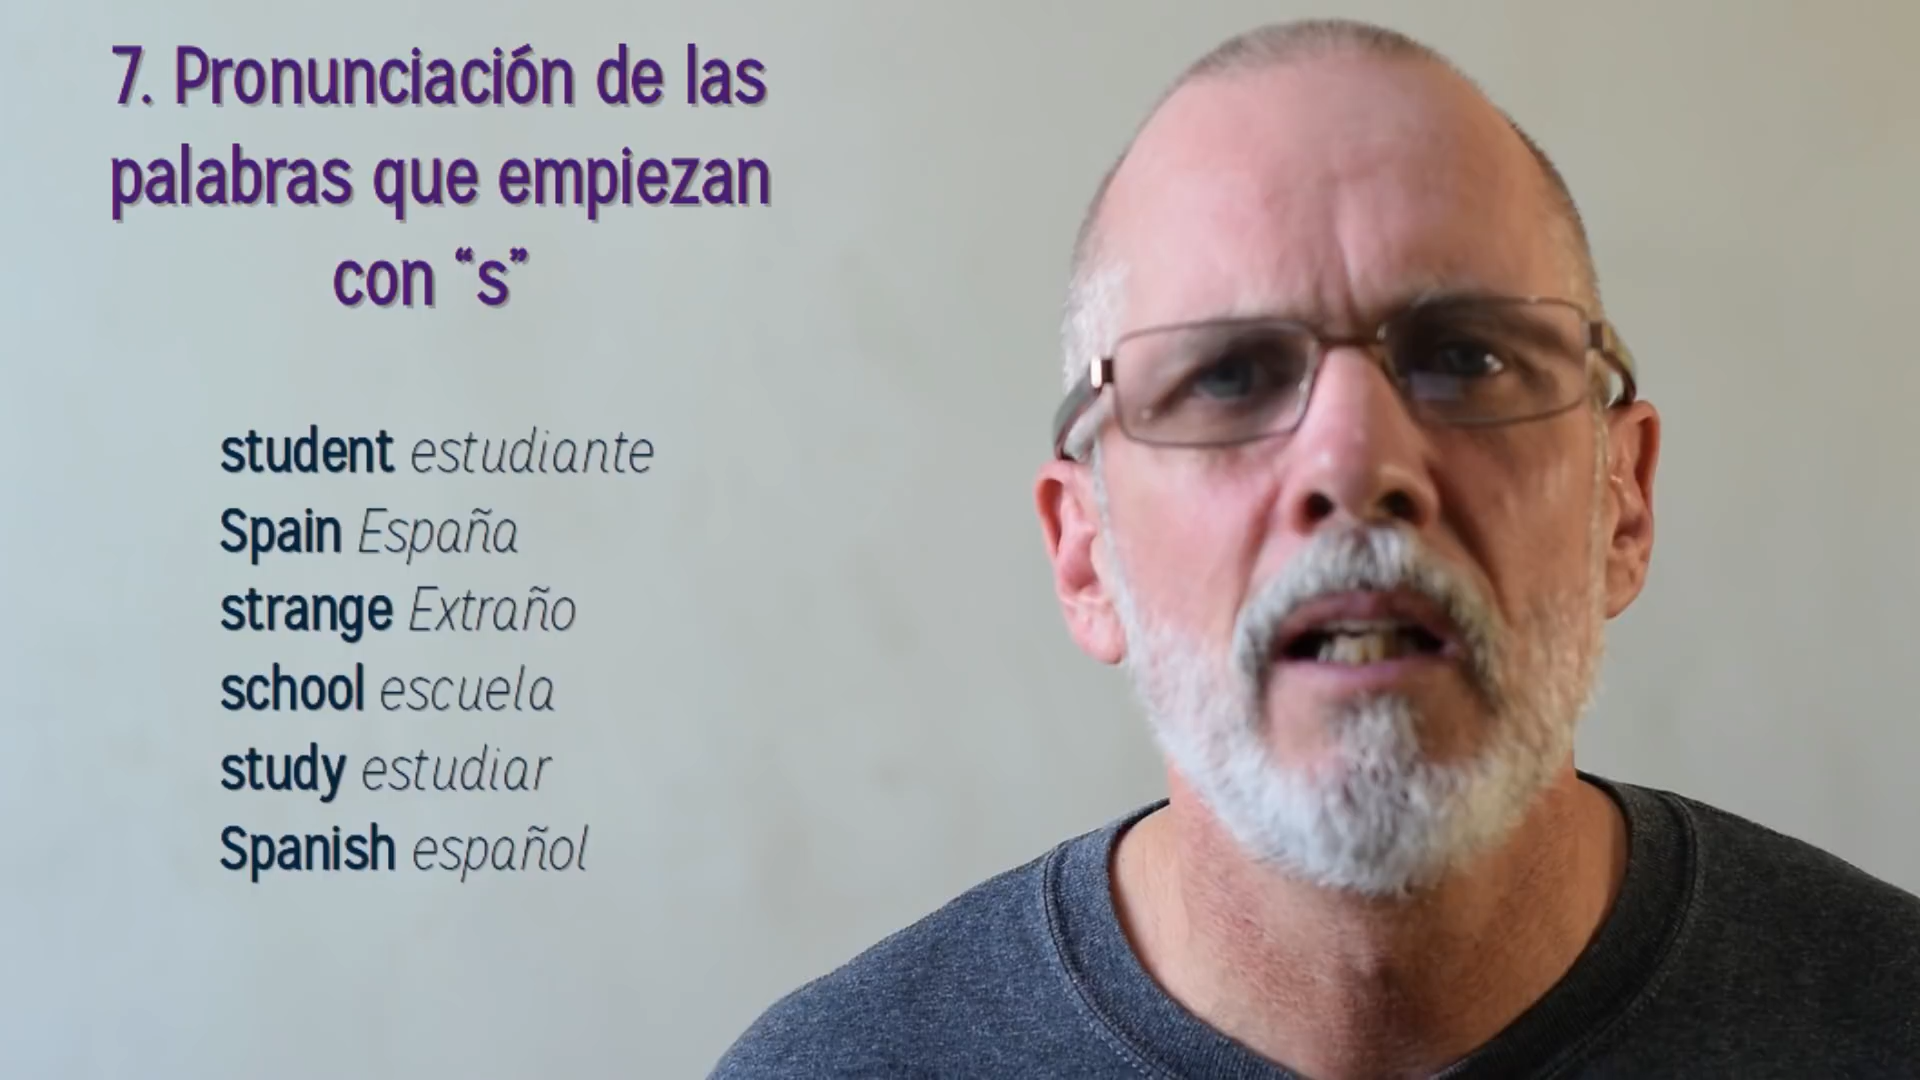 7. Pronunciación de las
palabras que empiezan
con “s”
student estudiante
Spain España
strange Extraño
school escuela
study estudiar
Spanish español